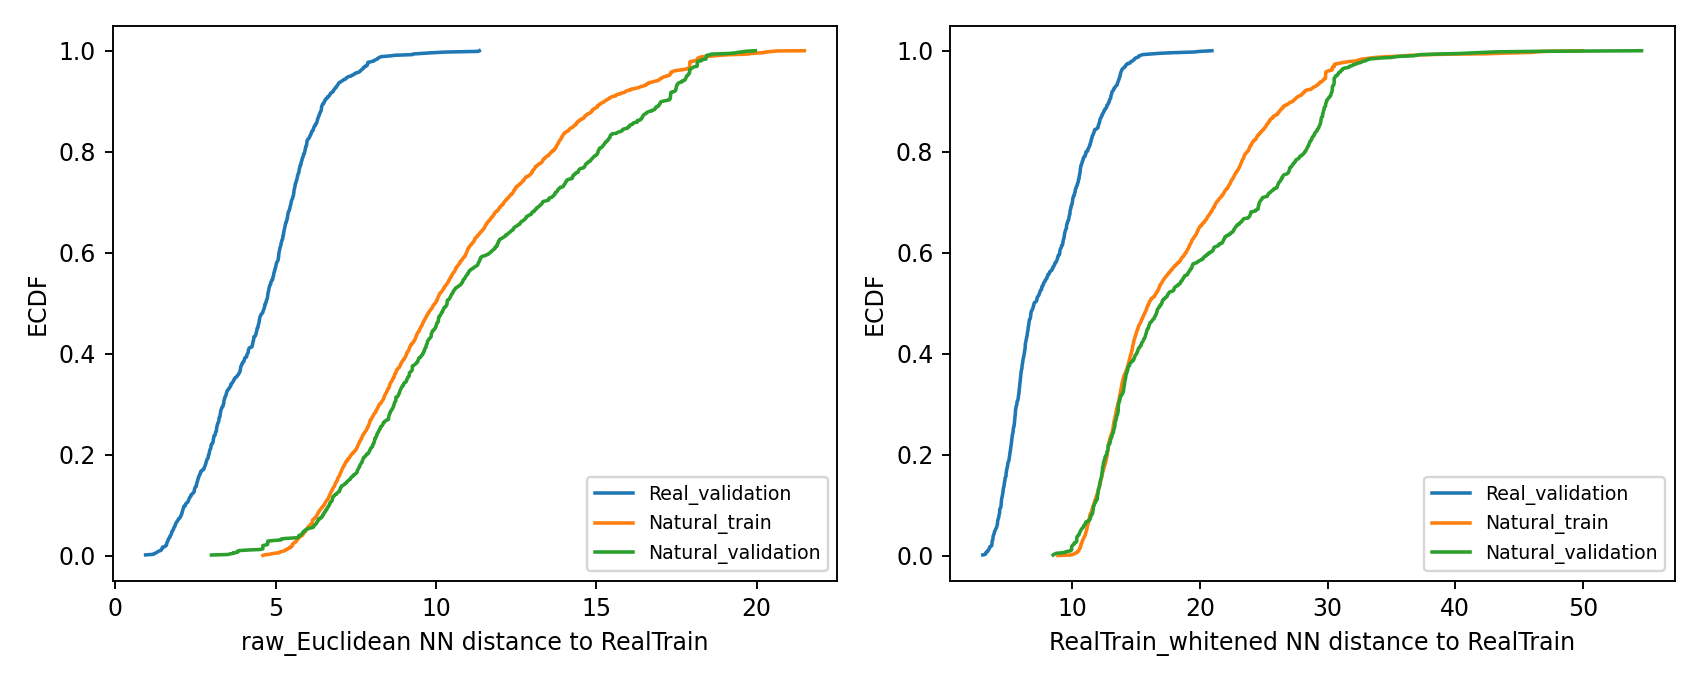 1.0
0.8
0.6
0.4
0.2
0.0
ECDF
0
5
10
15
20
raw_Euclidean NN distance to RealTrain
Real_validation
Natural_train
Natural_validation
1.0
0.8
0.6
0.4
0.2
0.0
ECDF
10
20
30
40
50
RealTrain_whitened NN distance to RealTrain
Real_validation
Natural_train
Natural_validation